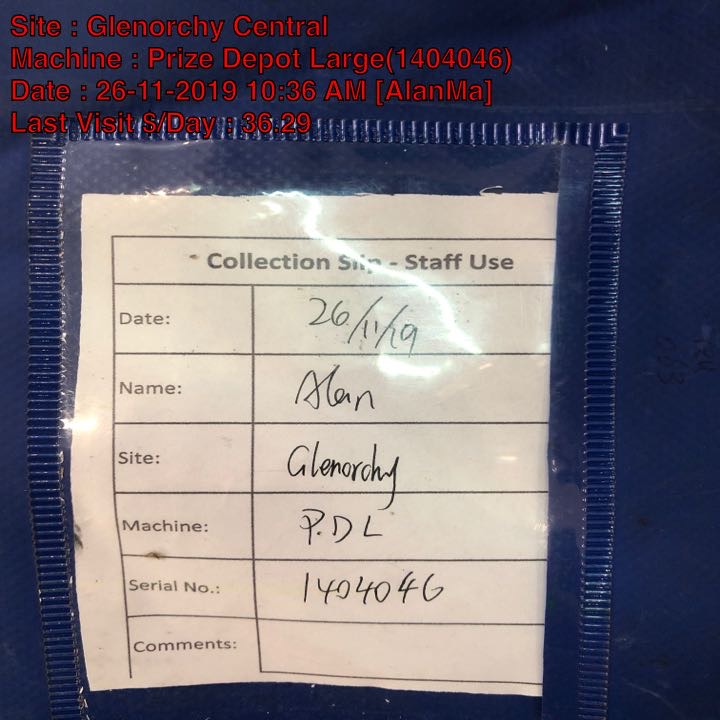 Site : Glenorchy Central
Machine : Prize Depot Large(1404046)
Date : 26-11-2019 10:36 AM [AlanMa]
Last Visit $/Day : 36.29
Collection Slip - Staff Use
Date: 26/11/19
Name: Alan
Site: Glenorchy
Machine: P.D L
Serial No.: 1404046
Comments: